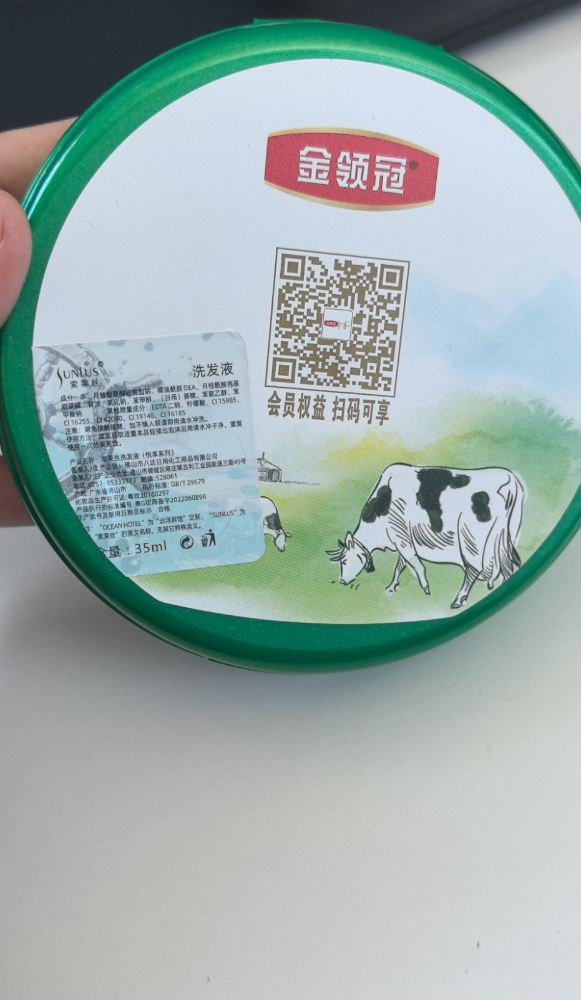 金领冠®
会员权益 扫码可享
SUNLUS®
索莱丝
洗发液
成分：水、月桂醇聚醚硫酸酯钠、椰油酰胺DEA、月桂酰胺丙基
甜菜碱、甘油、氯化钠、苯甲醇、（日用）香精、苯氧乙醇、苯
甲酸钠 其他微量成分：EDTA 二钠、柠檬酸、CI 15985、
CI 16255、CI 42090、CI 19140、CI 16185
注意：避免接触眼睛，如不慎入眼请即用清水冲洗。
使用方法：湿发后取适量本品轻揉出泡沫后用清水冲干净，重复
使用一次效果更佳。
产品名称：索莱丝洗发液（悦享系列）
备案人/生产企业：佛山市八达日用化工用品有限公司
备案人/生产企业地址:佛山市禅城区南庄镇吉利工业园新源三路49号
电话:0757- 85333373 邮编:528061
产地:广东省佛山市 执行标准: GB/T 29679
化妆品生产许可证:粤妆20160297
产品执行的标准编号:粤G妆网备字2022060898
生产批号及限用日期见标示 合格
注："OCEAN HOTEL"为"远洋宾馆"定制，"SUNLUS"为
"索莱丝"的英文名称，无其它特殊含义。
含量：35ml